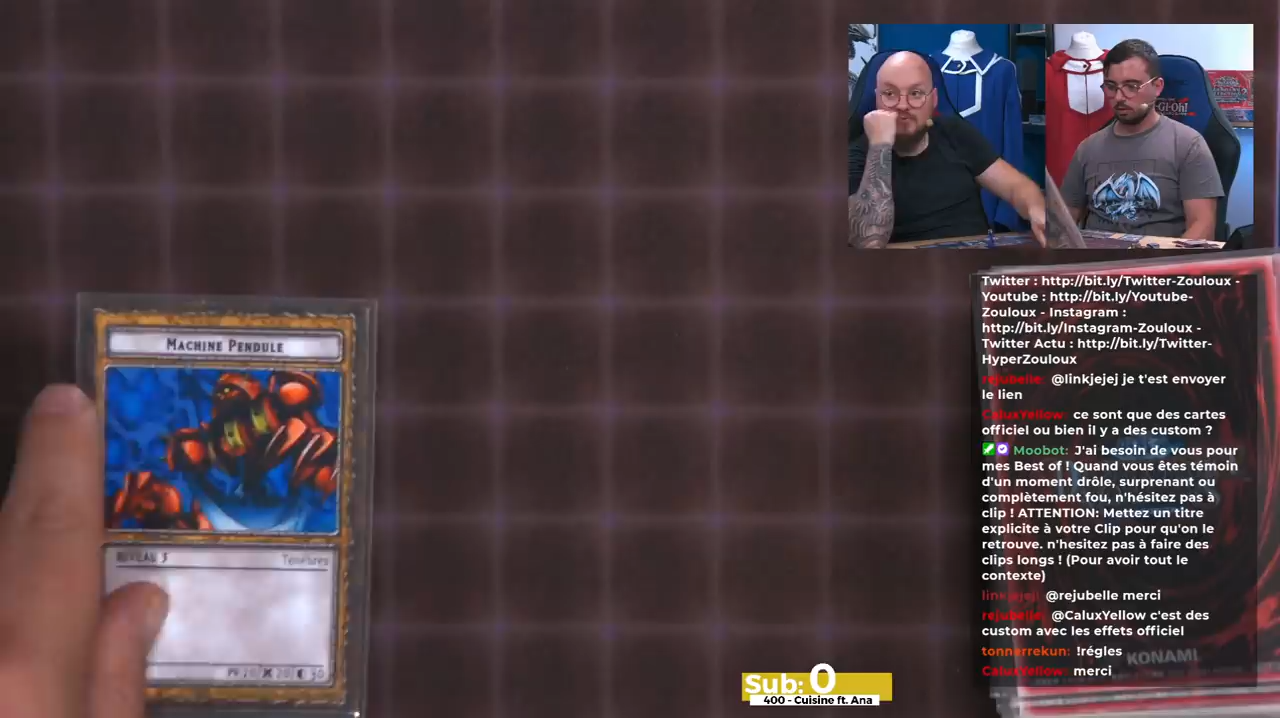 MACHINE PENDULE
NIVEAU 5
Ténèbres
Twitter : http://bit.ly/Twitter-Zouloux -
Youtube : http://bit.ly/Youtube-
Zouloux - Instagram :
http://bit.ly/Instagram-Zouloux -
Twitter Actu : http://bit.ly/Twitter-
HyperZouloux
rejubelle: @linkjejej je t'est envoyer
le lien
CaluxYellow: ce sont que des cartes
officiel ou bien il y a des custom ?
Moobot: J'ai besoin de vous pour
mes Best of ! Quand vous êtes témoin
d'un moment drôle, surprenant ou
complètement fou, n'hésitez pas à
clip ! ATTENTION: Mettez un titre
explicite à votre Clip pour qu'on le
retrouve. n'hesitez pas à faire des
clips longs ! (Pour avoir tout le
contexte)
linkjejej: @rejubelle merci
rejubelle: @CaluxYellow c'est des
custom avec les effets officiel
tonnerrekun: !régles
CaluxYellow: merci
KONAMI
Sub: 0
400 - Cuisine ft. Ana